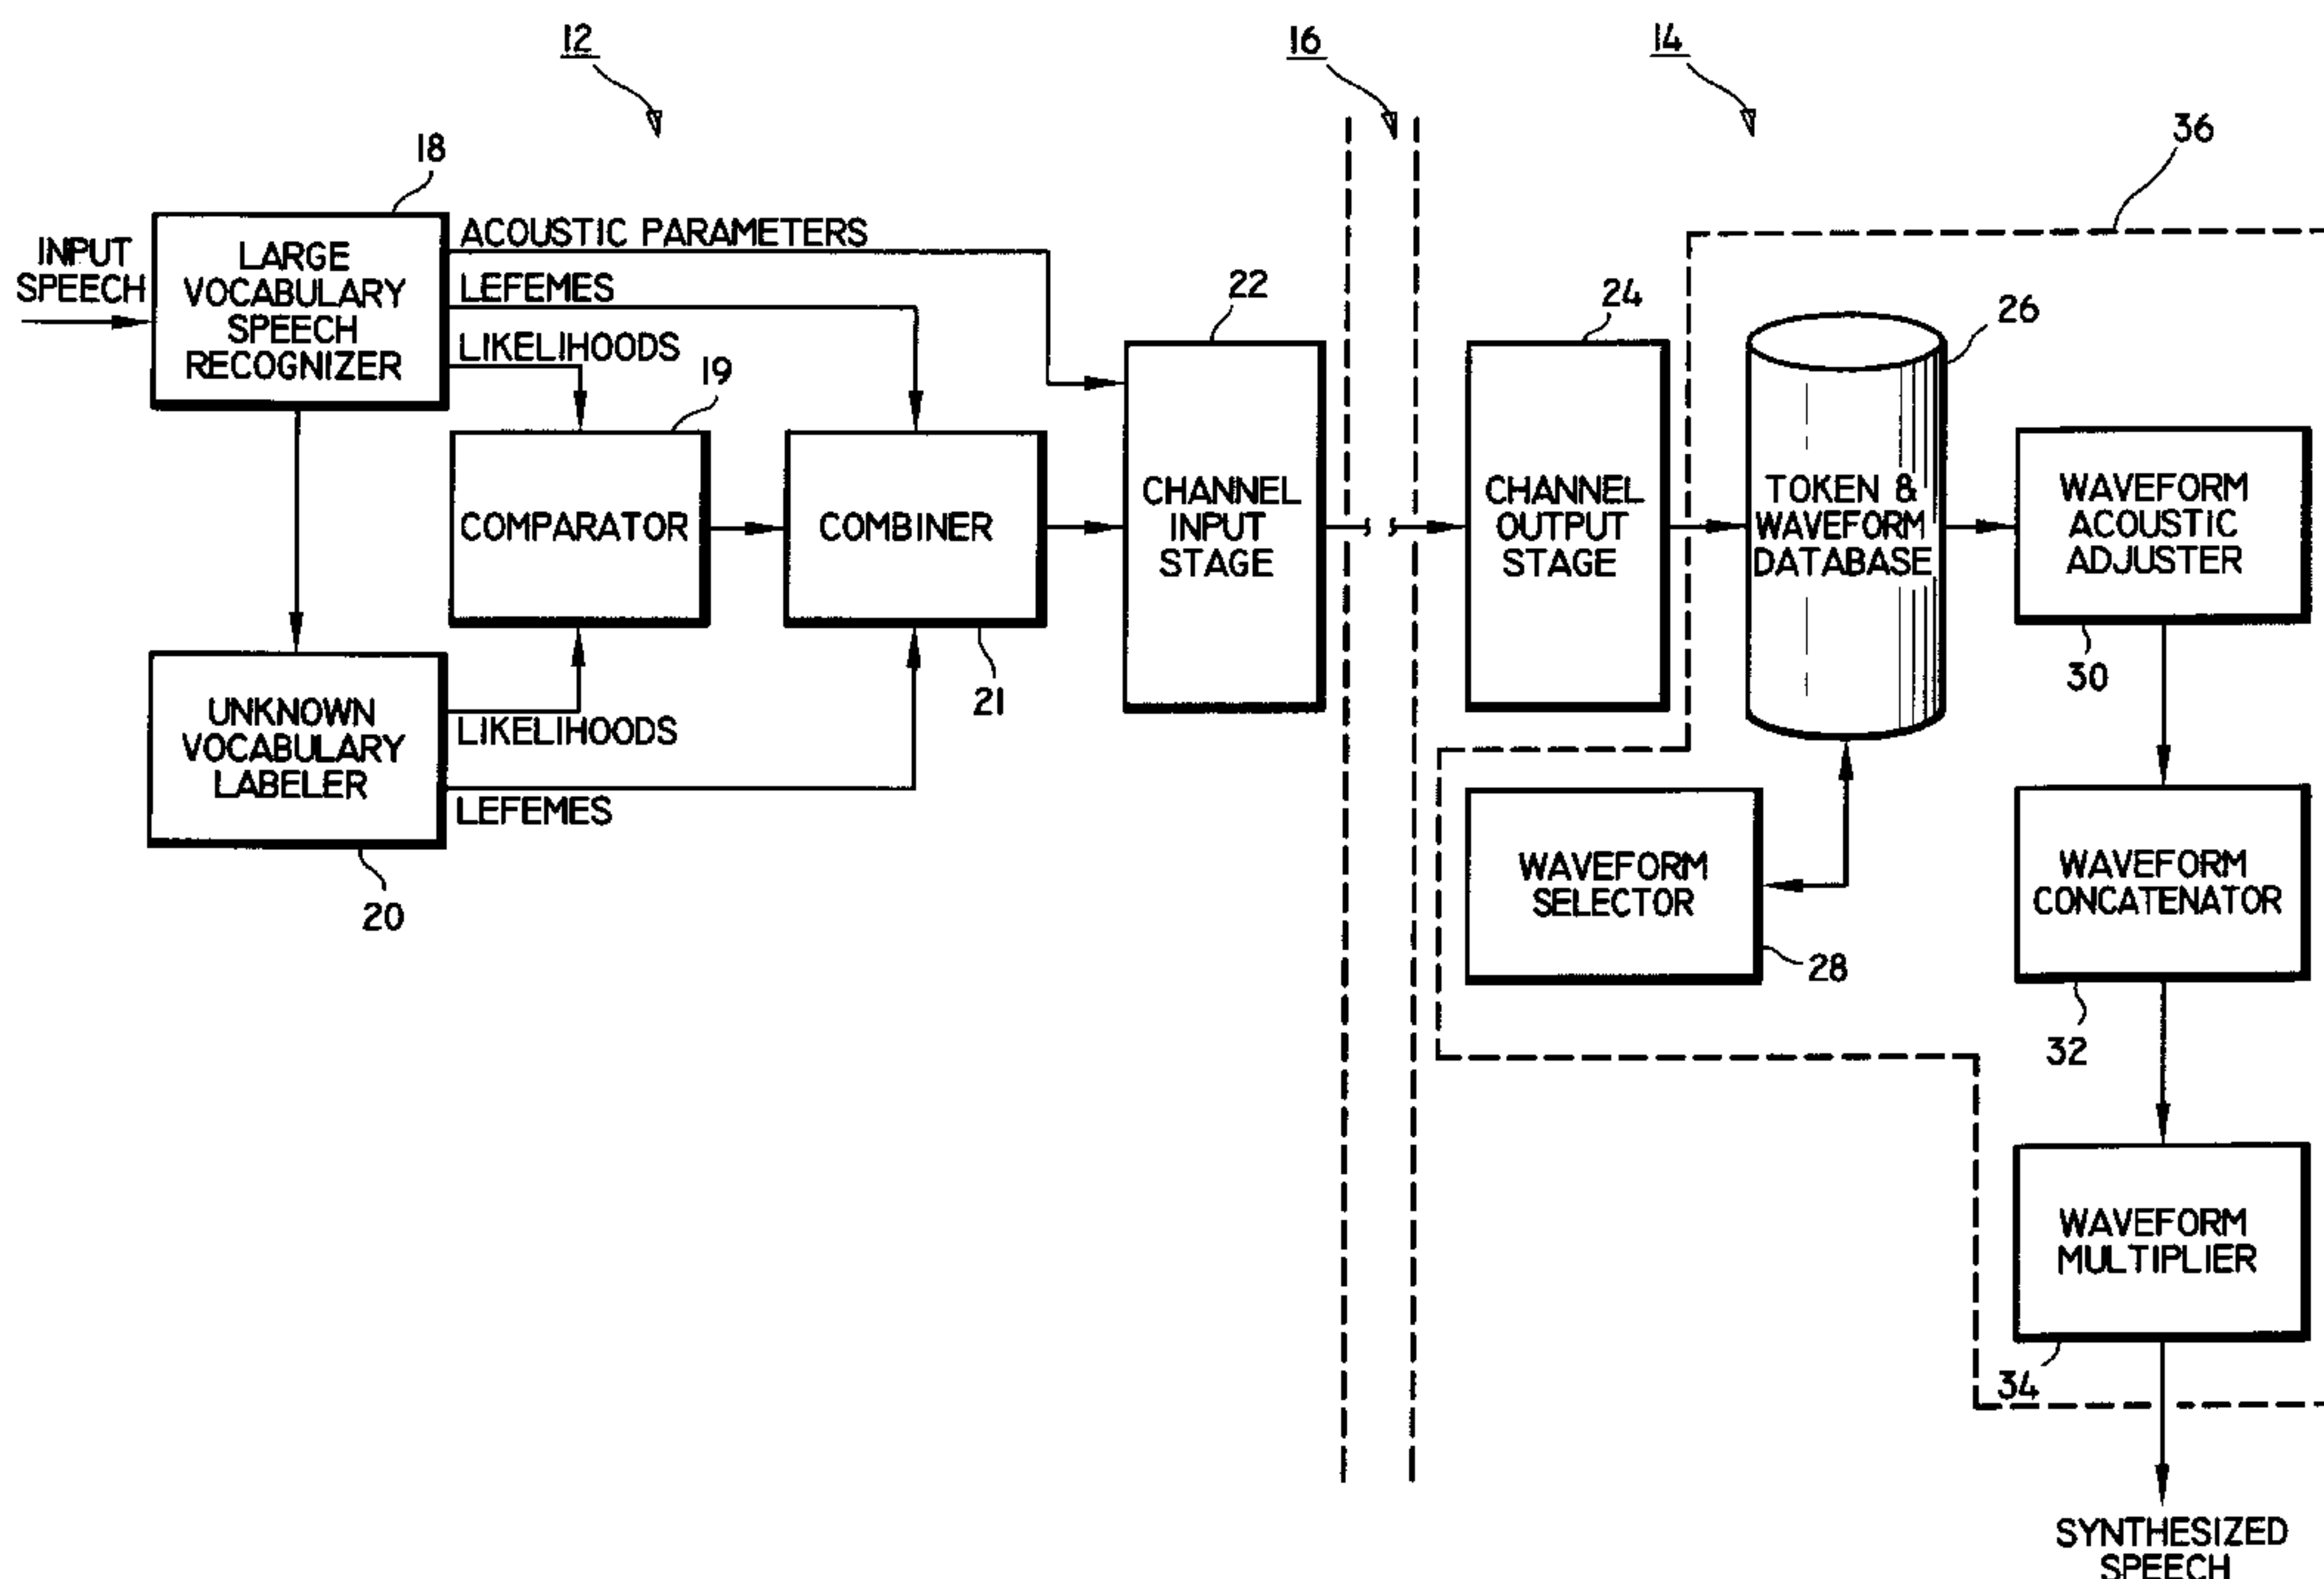 12
16
14
36
18
INPUT
SPEECH
LARGE
VOCABULARY
SPEECH
RECOGNIZER
ACOUSTIC PARAMETERS
LEFEMES
LIKELIHOODS
19
22
24
26
COMPARATOR
COMBINER
CHANNEL
INPUT
STAGE
CHANNEL
OUTPUT
STAGE
TOKEN &
WAVEFORM
DATABASE
WAVEFORM
ACOUSTIC
ADJUSTER
30
21
UNKNOWN
VOCABULARY
LABELER
LIKELIHOODS
LEFEMES
20
WAVEFORM
SELECTOR
28
WAVEFORM
CONCATENATOR
32
WAVEFORM
MULTIPLIER
34
SYNTHESIZED
SPEECH